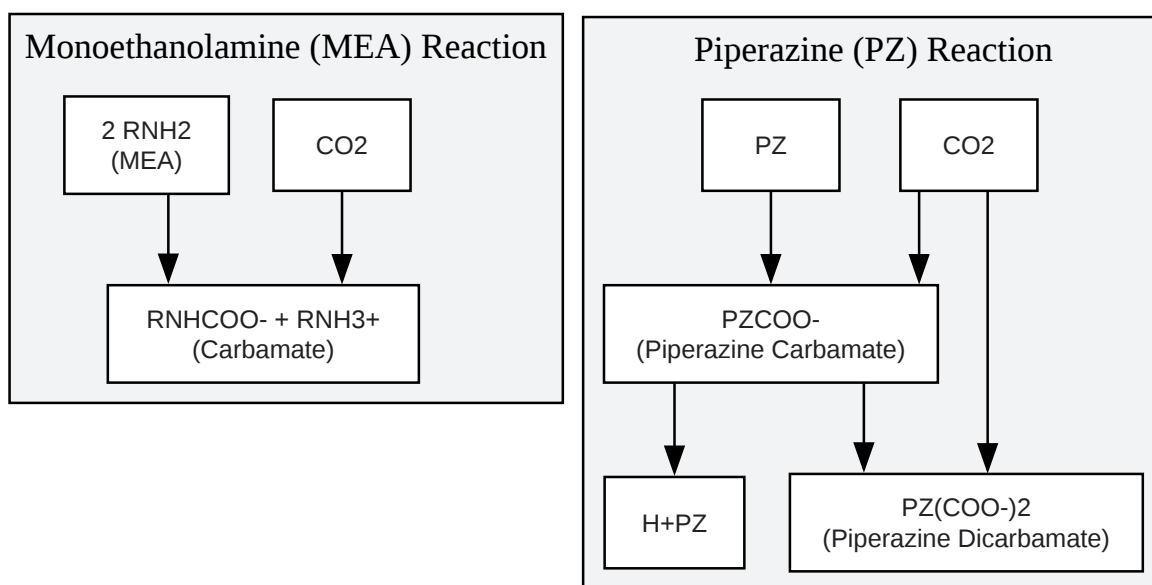 Monoethanolamine (MEA) Reaction
2 RNH2
(MEA)
CO2
RNHCOO- + RNH3+
(Carbamate)
Piperazine (PZ) Reaction
PZ
CO2
PZCOO-
(Piperazine Carbamate)
H+PZ
PZ(COO-)2
(Piperazine Dicarbamate)